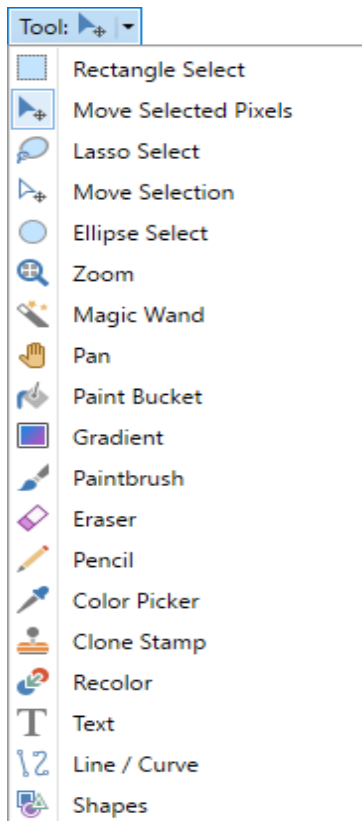 Tool:
Rectangle Select
Move Selected Pixels
Lasso Select
Move Selection
Ellipse Select
Zoom
Magic Wand
Pan
Paint Bucket
Gradient
Paintbrush
Eraser
Pencil
Color Picker
Clone Stamp
Recolor
Text
Line / Curve
Shapes